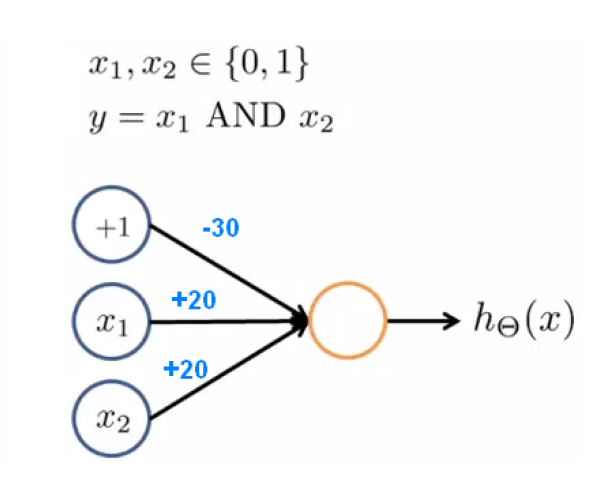 x₁, x₂ ∈ {0, 1}
y = x₁ AND x₂
+1
-30
+20
x₁
h_Θ(x)
+20
x₂